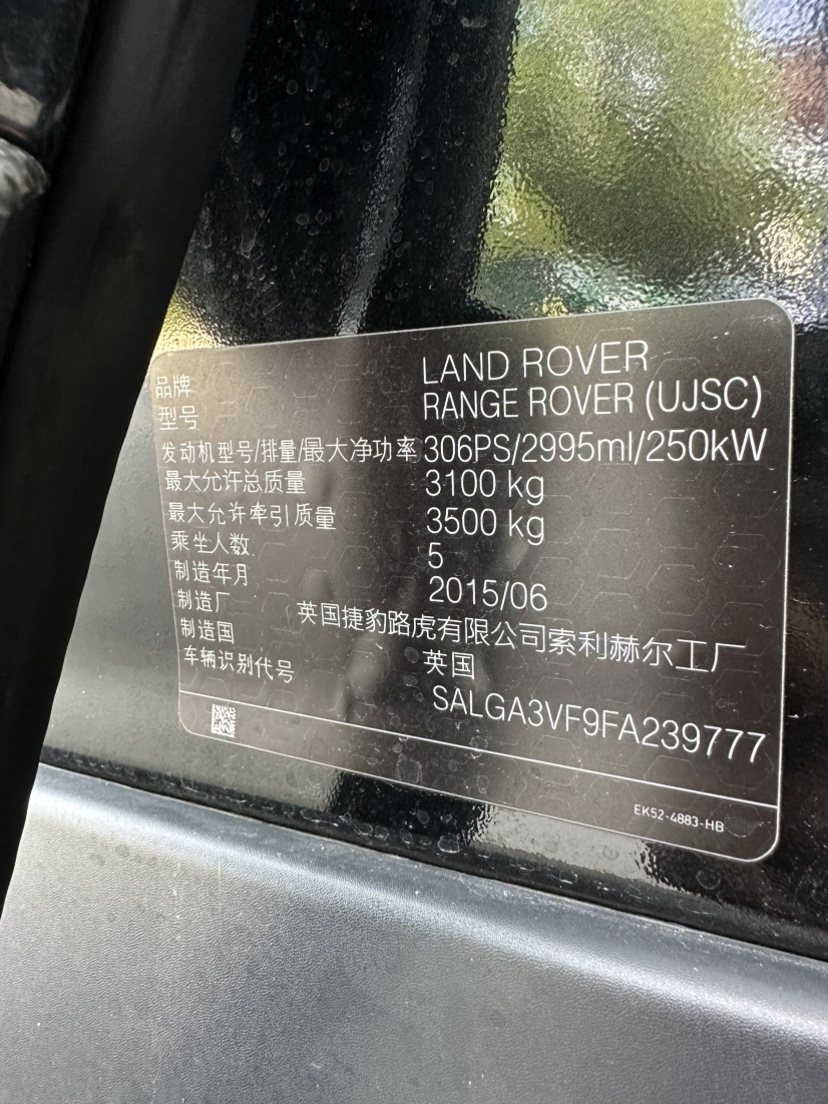 品牌 LAND ROVER
型号 RANGE ROVER (UJSC)
发动机型号/排量/最大净功率 306PS/2995ml/250kW
最大允许总质量 3100 kg
最大允许牵引质量 3500 kg
乘坐人数 5
制造年月 2015/06
制造厂 英国捷豹路虎有限公司索利赫尔工厂
制造国 英国
车辆识别代号 SALGA3VF9FA239777
EK52-4883-HB